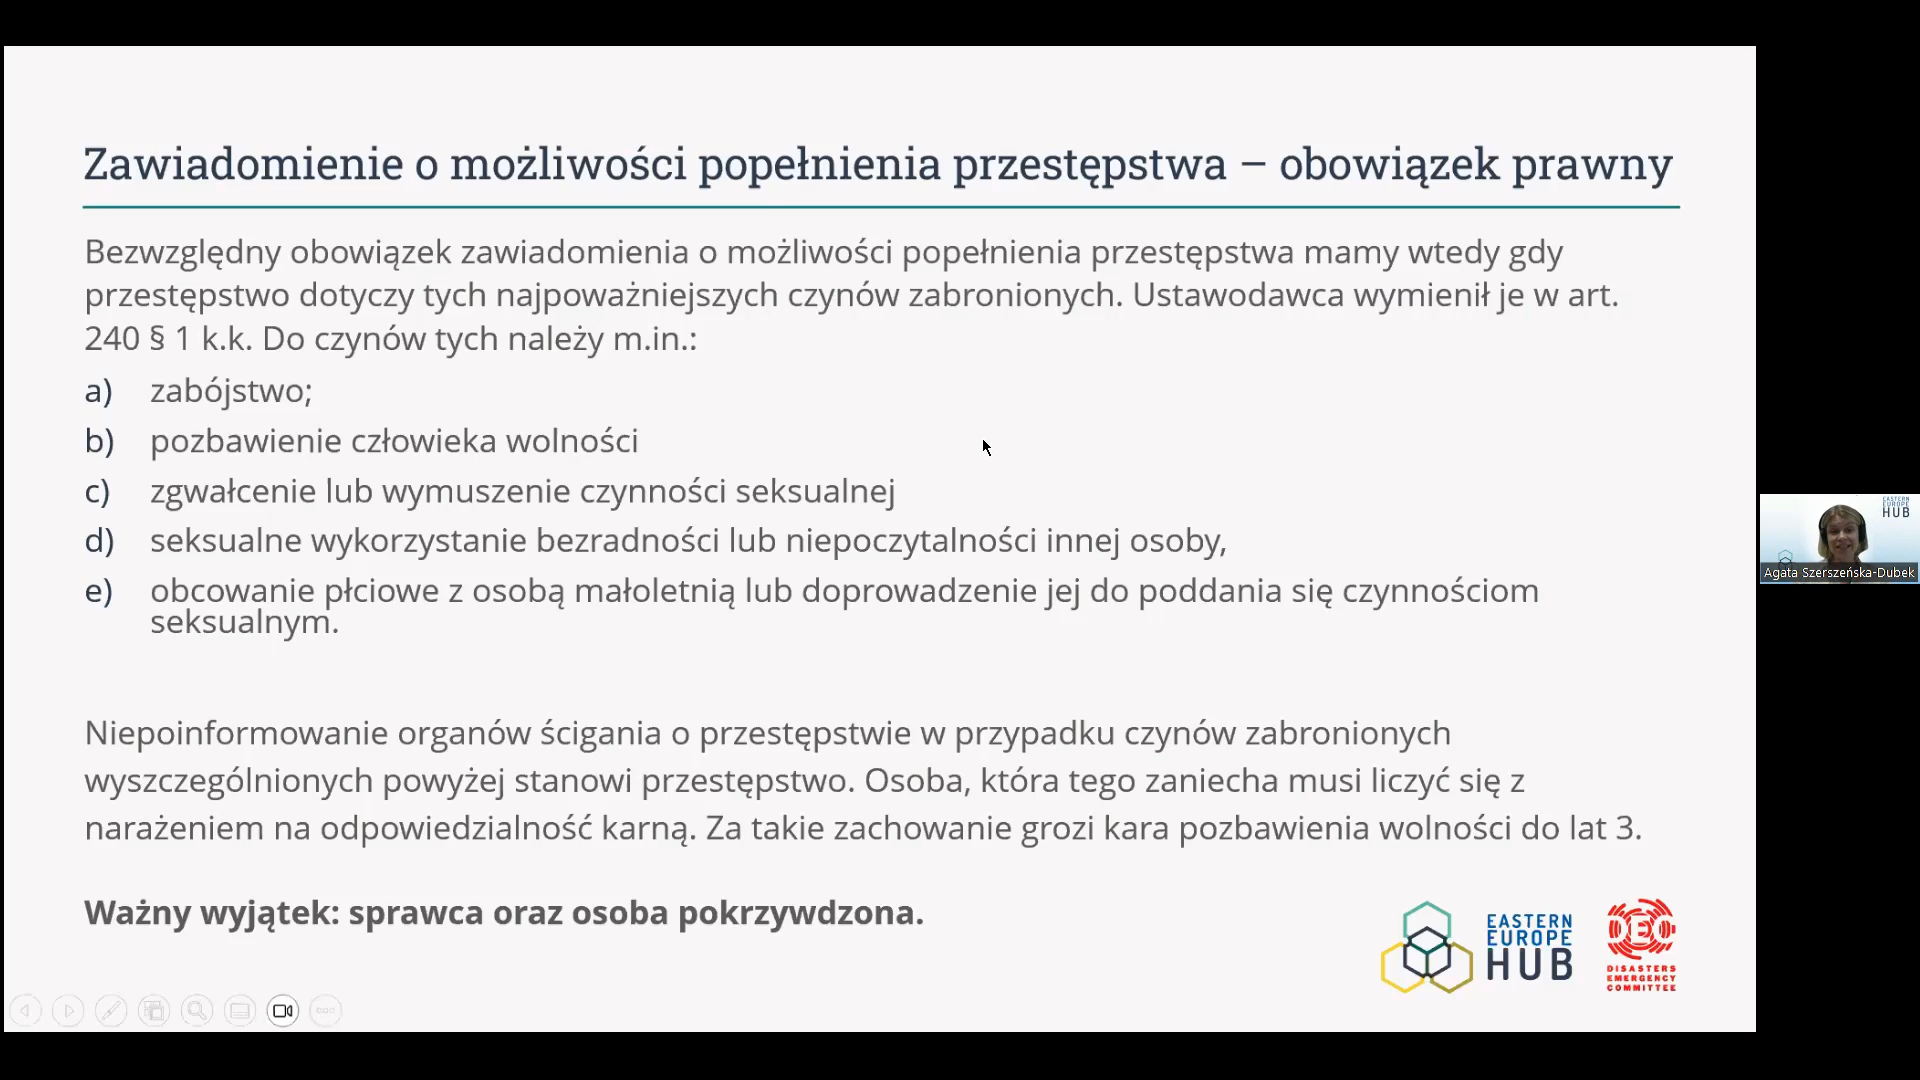 Zawiadomienie o możliwości popełnienia przestępstwa – obowiązek prawny
Bezwzględny obowiązek zawiadomienia o możliwości popełnienia przestępstwa mamy wtedy gdy
przestępstwo dotyczy tych najpoważniejszych czynów zabronionych. Ustawodawca wymienił je w art.
240 § 1 k.k. Do czynów tych należy m.in.:
a) zabójstwo;
b) pozbawienie człowieka wolności
c) zgwałcenie lub wymuszenie czynności seksualnej
d) seksualne wykorzystanie bezradności lub niepoczytalności innej osoby,
e) obcowanie płciowe z osobą małoletnią lub doprowadzenie jej do poddania się czynnościom
seksualnym.
Niepoinformowanie organów ścigania o przestępstwie w przypadku czynów zabronionych
wyszczególnionych powyżej stanowi przestępstwo. Osoba, która tego zaniecha musi liczyć się z
narażeniem na odpowiedzialność karną. Za takie zachowanie grozi kara pozbawienia wolności do lat 3.
Ważny wyjątek: sprawca oraz osoba pokrzywdzona.
EASTERN
EUROPE
HUB
DEC
DISASTERS
EMERGENCY
COMMITTEE
EASTERN
EUROPE
HUB
Agata Szerszeńska-Dubek